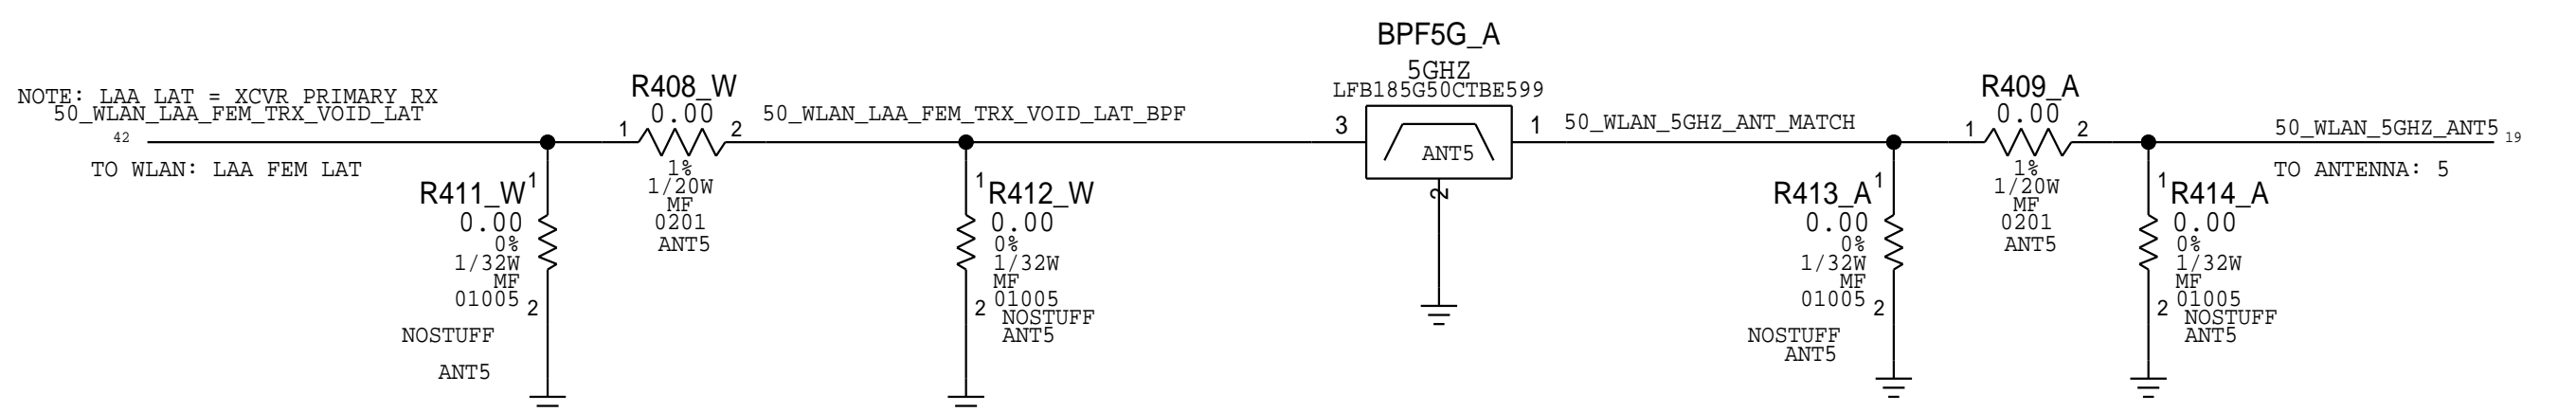 NOTE: LAA LAT = XCVR PRIMARY RX
50_WLAN_LAA_FEM_TRX_VOID_LAT
42
TO WLAN: LAA FEM LAT
R408_W
0.00
1
2
1%
1/20W
MF
0201
ANT5
R411_W
1
0.00
0%
1/32W
MF
01005
2
NOSTUFF
ANT5
50_WLAN_LAA_FEM_TRX_VOID_LAT_BPF
1
R412_W
0.00
0%
1/32W
MF
01005
2
NOSTUFF
ANT5
BPF5G_A
5GHZ
LFB185G50CTBE599
3
ANT5
1
2
50_WLAN_5GHZ_ANT_MATCH
R413_A
1
0.00
0%
1/32W
MF
01005
2
NOSTUFF
ANT5
R409_A
0.00
1
2
1%
1/20W
MF
0201
ANT5
1
R414_A
0.00
0%
1/32W
MF
01005
2
NOSTUFF
ANT5
50_WLAN_5GHZ_ANT5
19
TO ANTENNA: 5